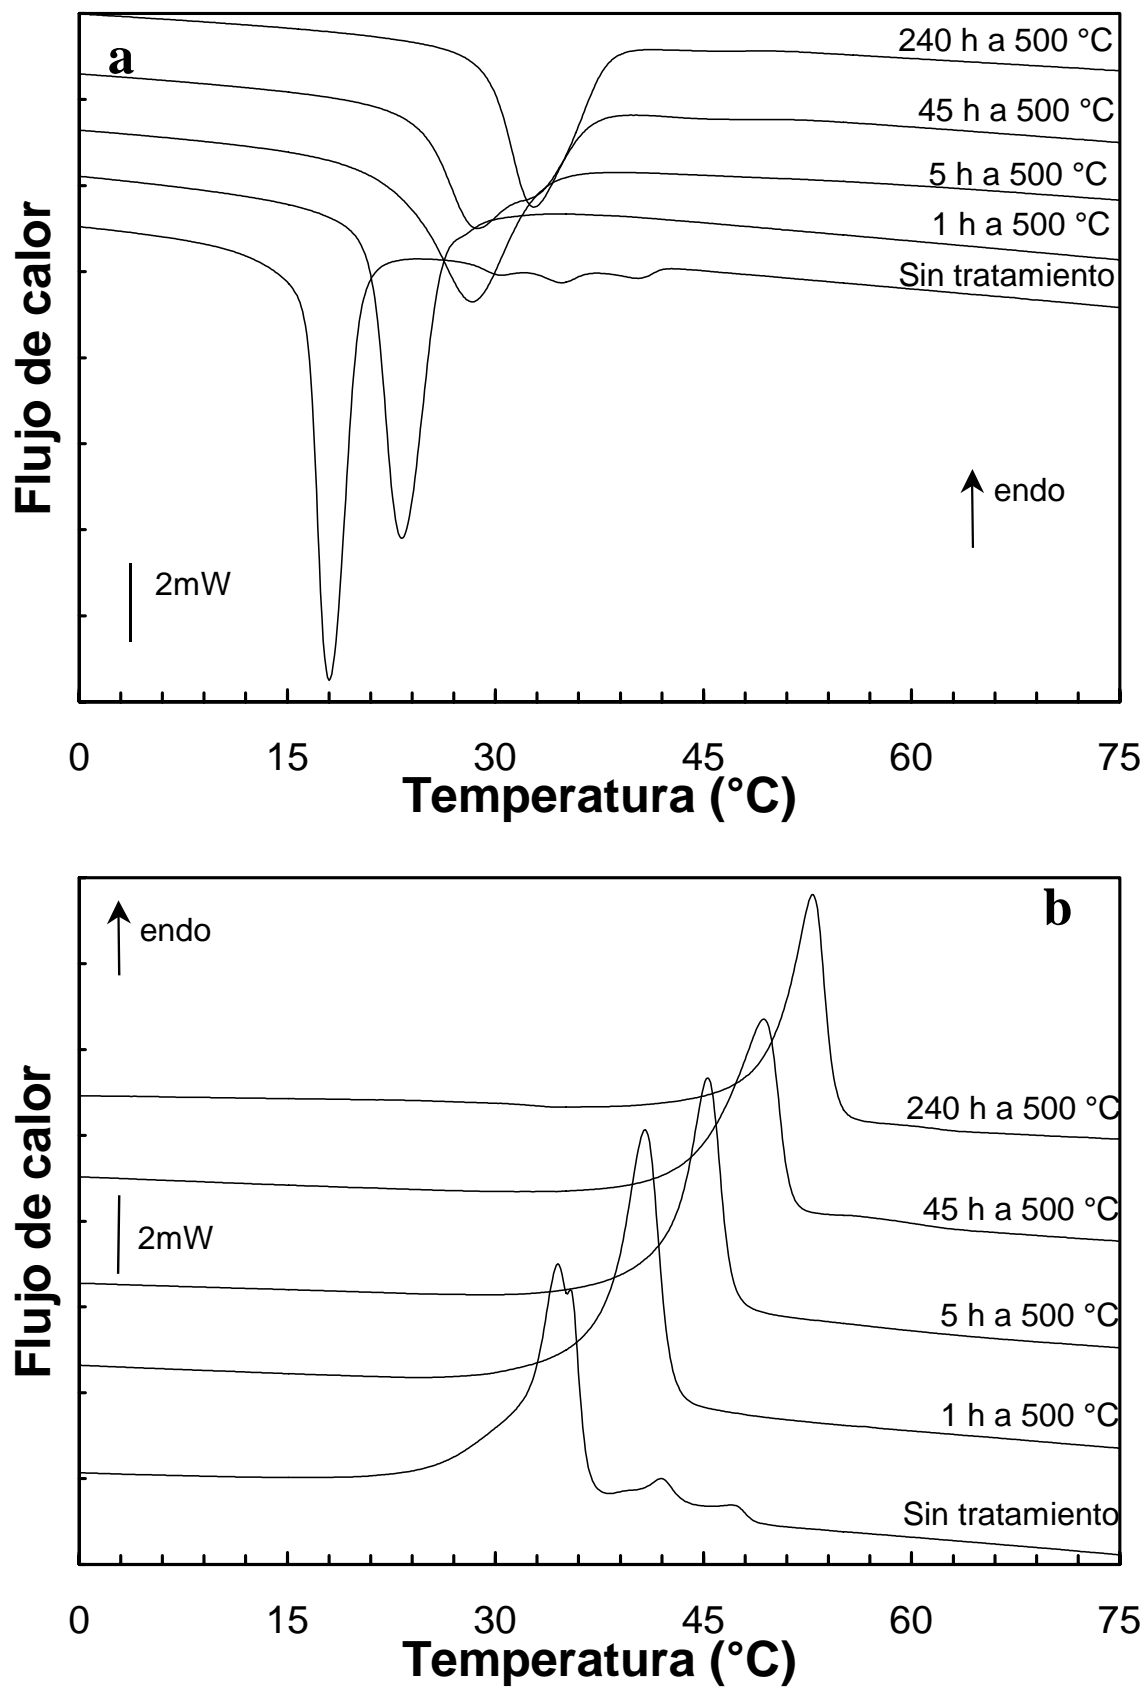 a
240 h a 500 °C
45 h a 500 °C
5 h a 500 °C
1 h a 500 °C
Sin tratamiento
Flujo de calor
endo
2mW
0 15 30 45 60 75
Temperatura (°C)
b
endo
240 h a 500 °C
45 h a 500 °C
Flujo de calor
2mW
5 h a 500 °C
1 h a 500 °C
Sin tratamiento
0 15 30 45 60 75
Temperatura (°C)